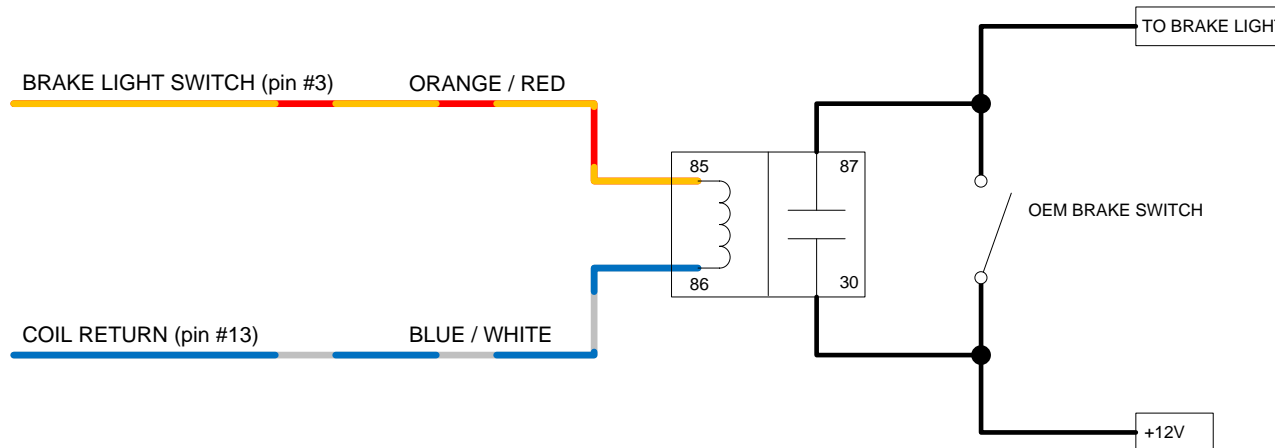 TO BRAKE LIGHT
BRAKE LIGHT SWITCH (pin #3)
ORANGE / RED
85
87
OEM BRAKE SWITCH
86
30
COIL RETURN (pin #13)
BLUE / WHITE
+12V